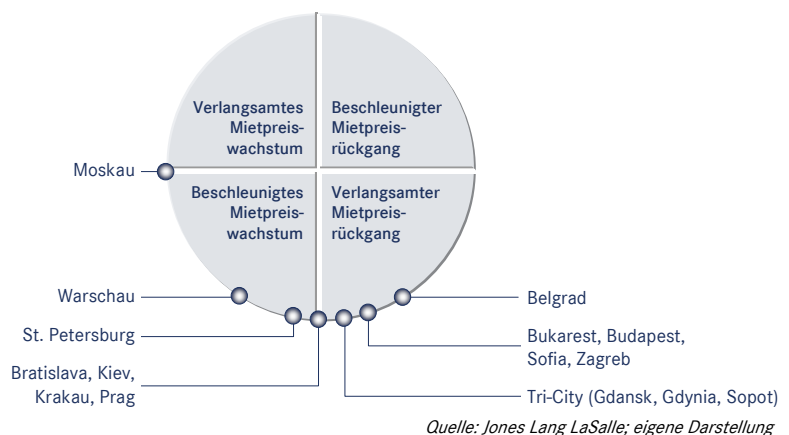 Verlangsamtes
Mietpreis-
wachstum
Beschleunigter
Mietpreis-
rückgang
Moskau
Beschleunigtes
Mietpreis-
wachstum
Verlangsamter
Mietpreis-
rückgang
Warschau
St. Petersburg
Bratislava, Kiev,
Krakau, Prag
Belgrad
Bukarest, Budapest,
Sofia, Zagreb
Tri-City (Gdansk, Gdynia, Sopot)
Quelle: Jones Lang LaSalle; eigene Darstellung